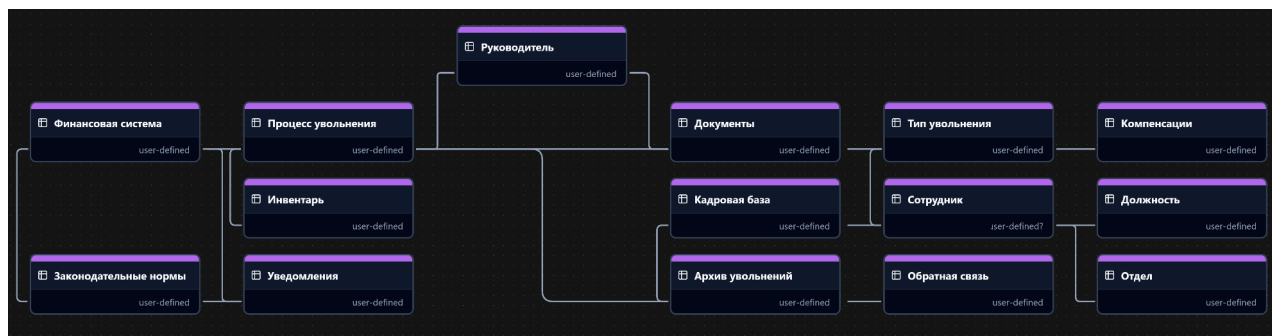 Руководитель
user-defined
Финансовая система
user-defined
Процесс увольнения
user-defined
Документы
user-defined
Тип увольнения
user-defined
Компенсации
user-defined
Инвентарь
user-defined
Кадровая база
user-defined
Сотрудник
user-defined?
Должность
user-defined
Законодательные нормы
user-defined
Уведомления
user-defined
Архив увольнений
user-defined
Обратная связь
user-defined
Отдел
user-defined